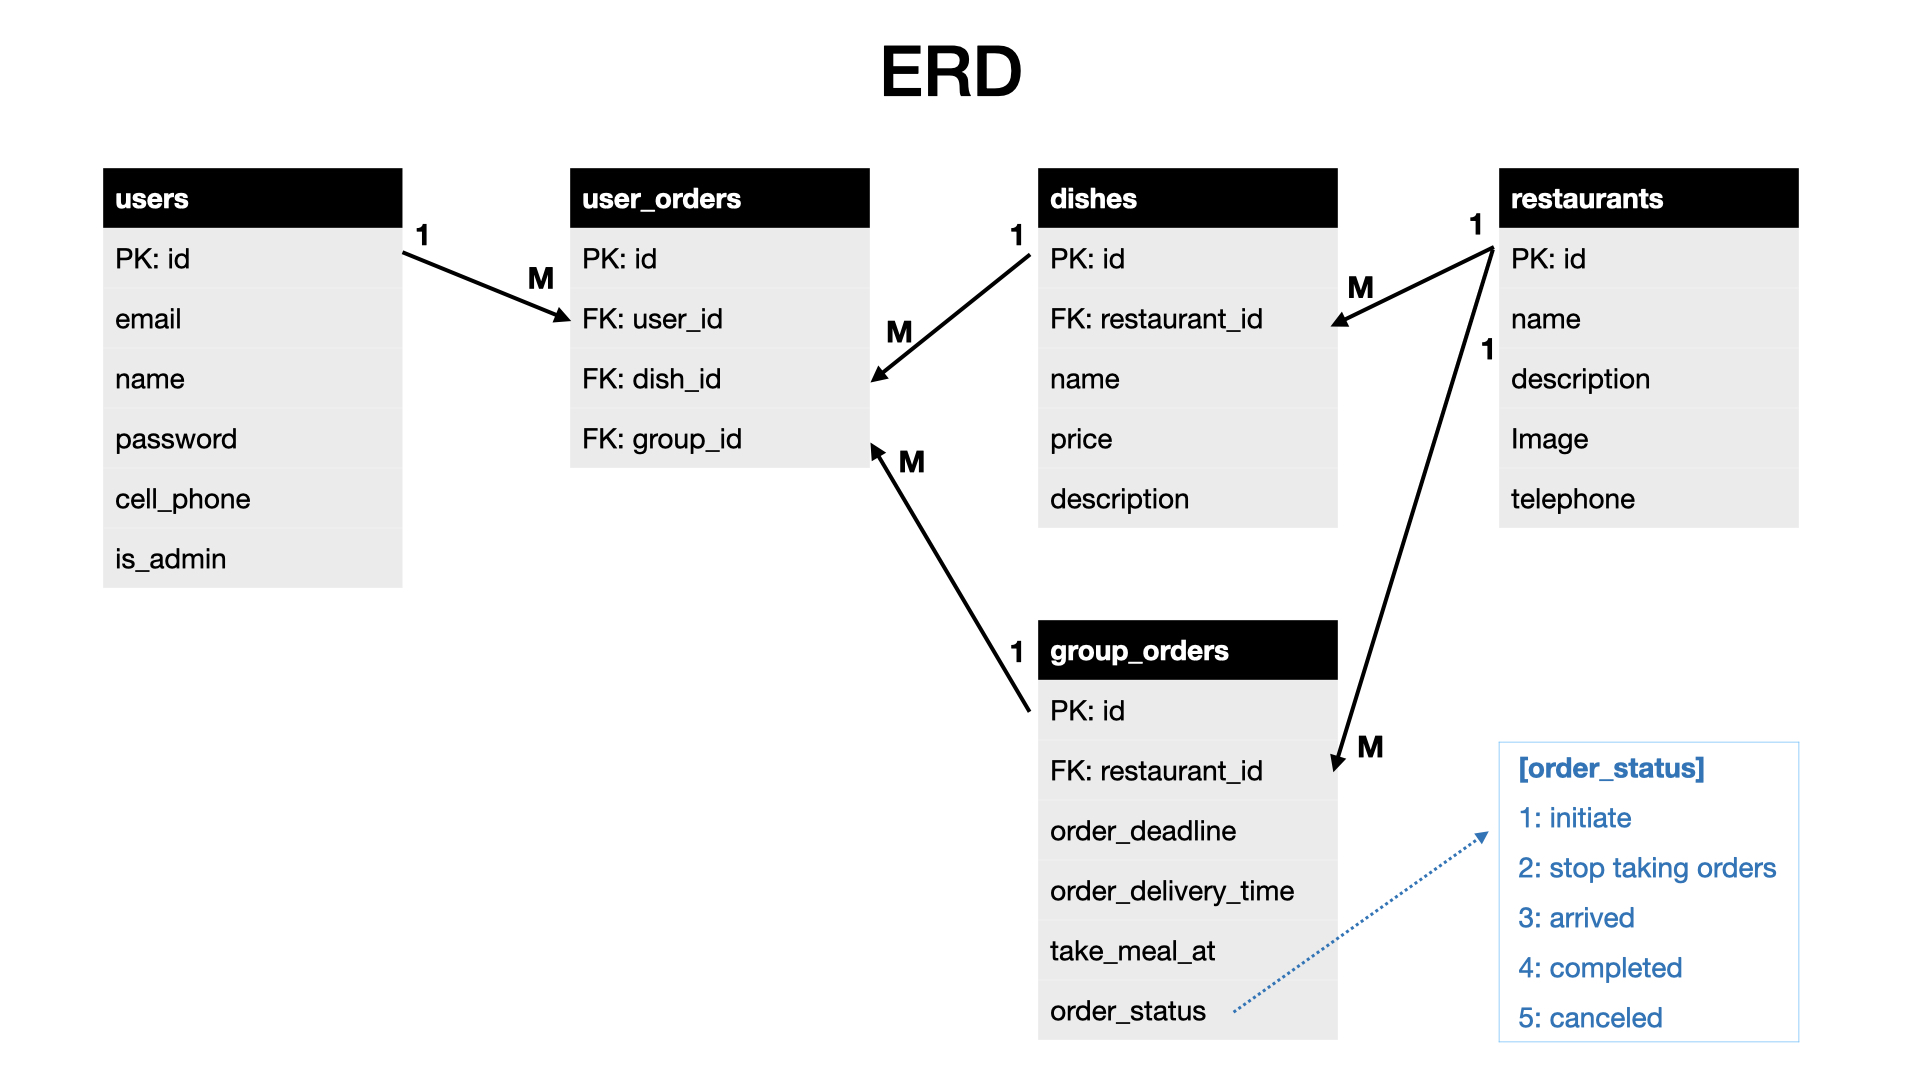 ERD
users
PK: id
email
name
password
cell_phone
is_admin
1
M
user_orders
PK: id
FK: user_id
FK: dish_id
FK: group_id
1
M
M
1
dishes
PK: id
FK: restaurant_id
name
price
description
1
M
1
M
restaurants
PK: id
name
description
Image
telephone
group_orders
PK: id
FK: restaurant_id
order_deadline
order_delivery_time
take_meal_at
order_status
[order_status]
1: initiate
2: stop taking orders
3: arrived
4: completed
5: canceled